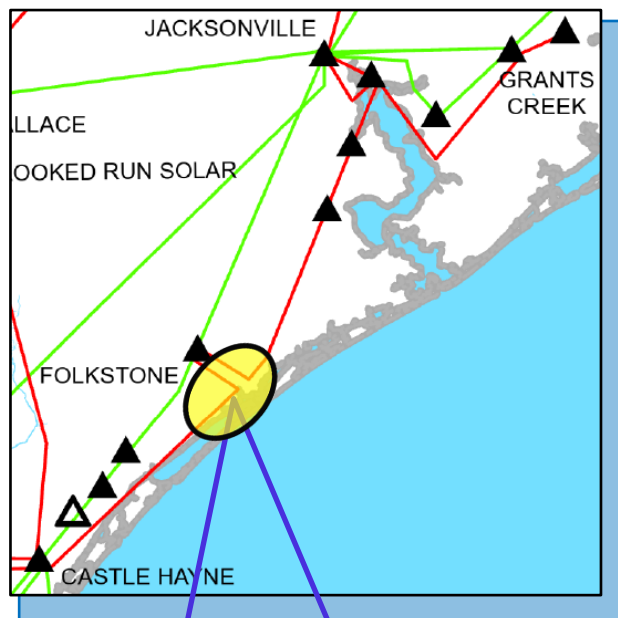 JACKSONVILLE
GRANTS
CREEK
ALLACE
OOKED RUN SOLAR
FOLKSTONE
CASTLE HAYNE